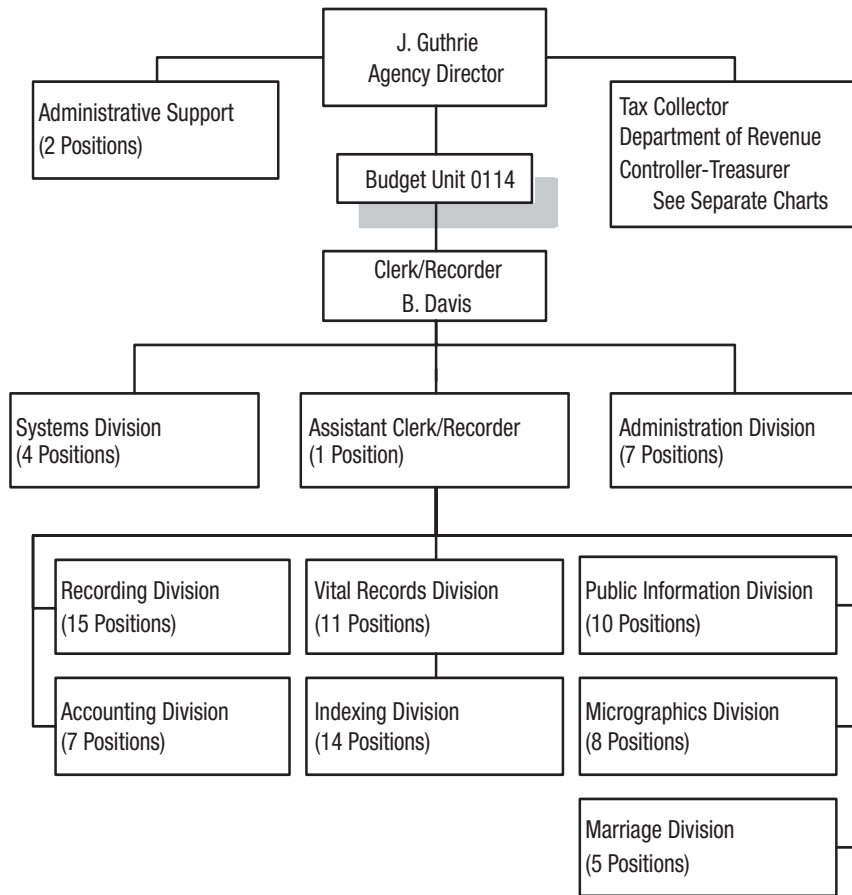 J. Guthrie
Agency Director
Administrative Support
(2 Positions)
Tax Collector
Department of Revenue
Controller-Treasurer
See Separate Charts
Budget Unit 0114
Clerk/Recorder
B. Davis
Systems Division
(4 Positions)
Assistant Clerk/Recorder
(1 Position)
Administration Division
(7 Positions)
Recording Division
(15 Positions)
Vital Records Division
(11 Positions)
Public Information Division
(10 Positions)
Accounting Division
(7 Positions)
Indexing Division
(14 Positions)
Micrographics Division
(8 Positions)
Marriage Division
(5 Positions)